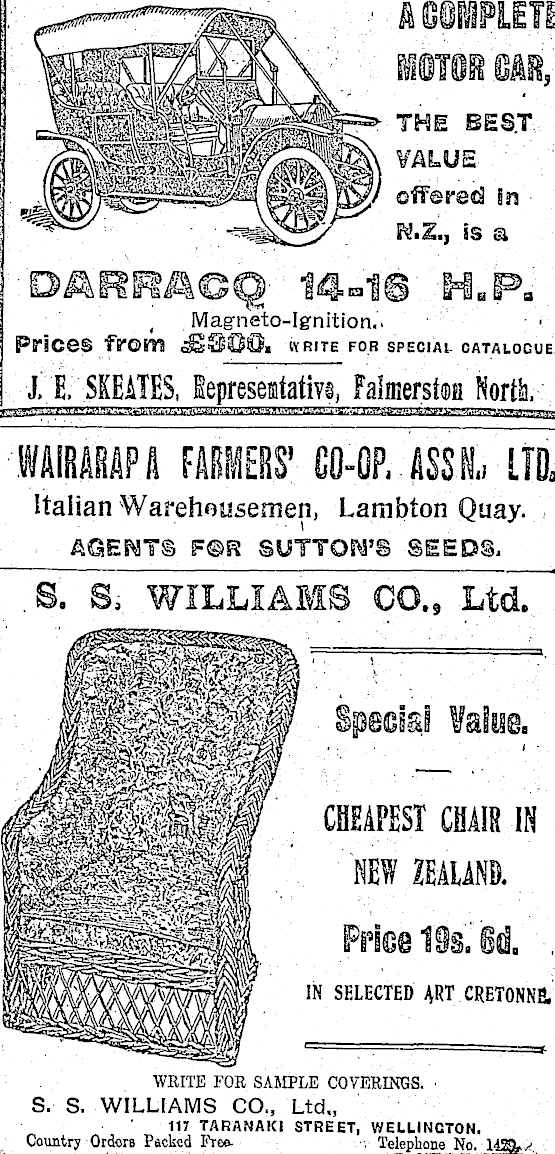 A COMPLETE
MOTOR CAR,
THE BEST
VALUE
offered in
N.Z., is a
DARRACQ 14-16 H.P.
Magneto-Ignition.
Prices from £300. WRITE FOR SPECIAL CATALOGUE
J. E. SKEATES, Representative, Palmerston North.
WAIRARAPA FARMERS' CO-OP. ASSN., LTD.
Italian Warehousemen, Lambton Quay.
AGENTS FOR SUTTON'S SEEDS.
S. S. WILLIAMS CO., Ltd.
Special Value.
CHEAPEST CHAIR IN
NEW ZEALAND.
Price 19s. 6d.
IN SELECTED ART CRETONNE.
WRITE FOR SAMPLE COVERINGS.
S. S. WILLIAMS CO., Ltd.,
117 TARANAKI STREET, WELLINGTON.
Country Orders Packed Free
Telephone No.